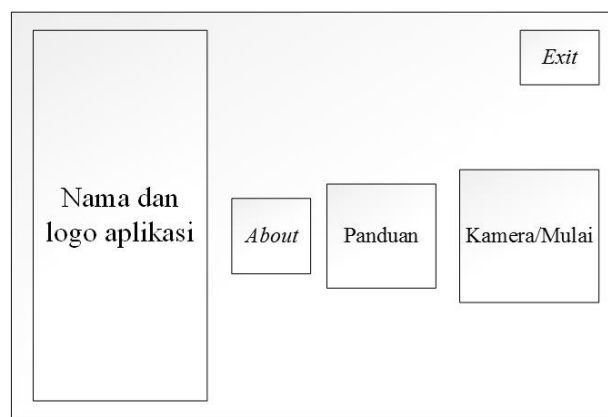 Exit
Nama dan
logo aplikasi
About
Panduan
Kamera/Mulai